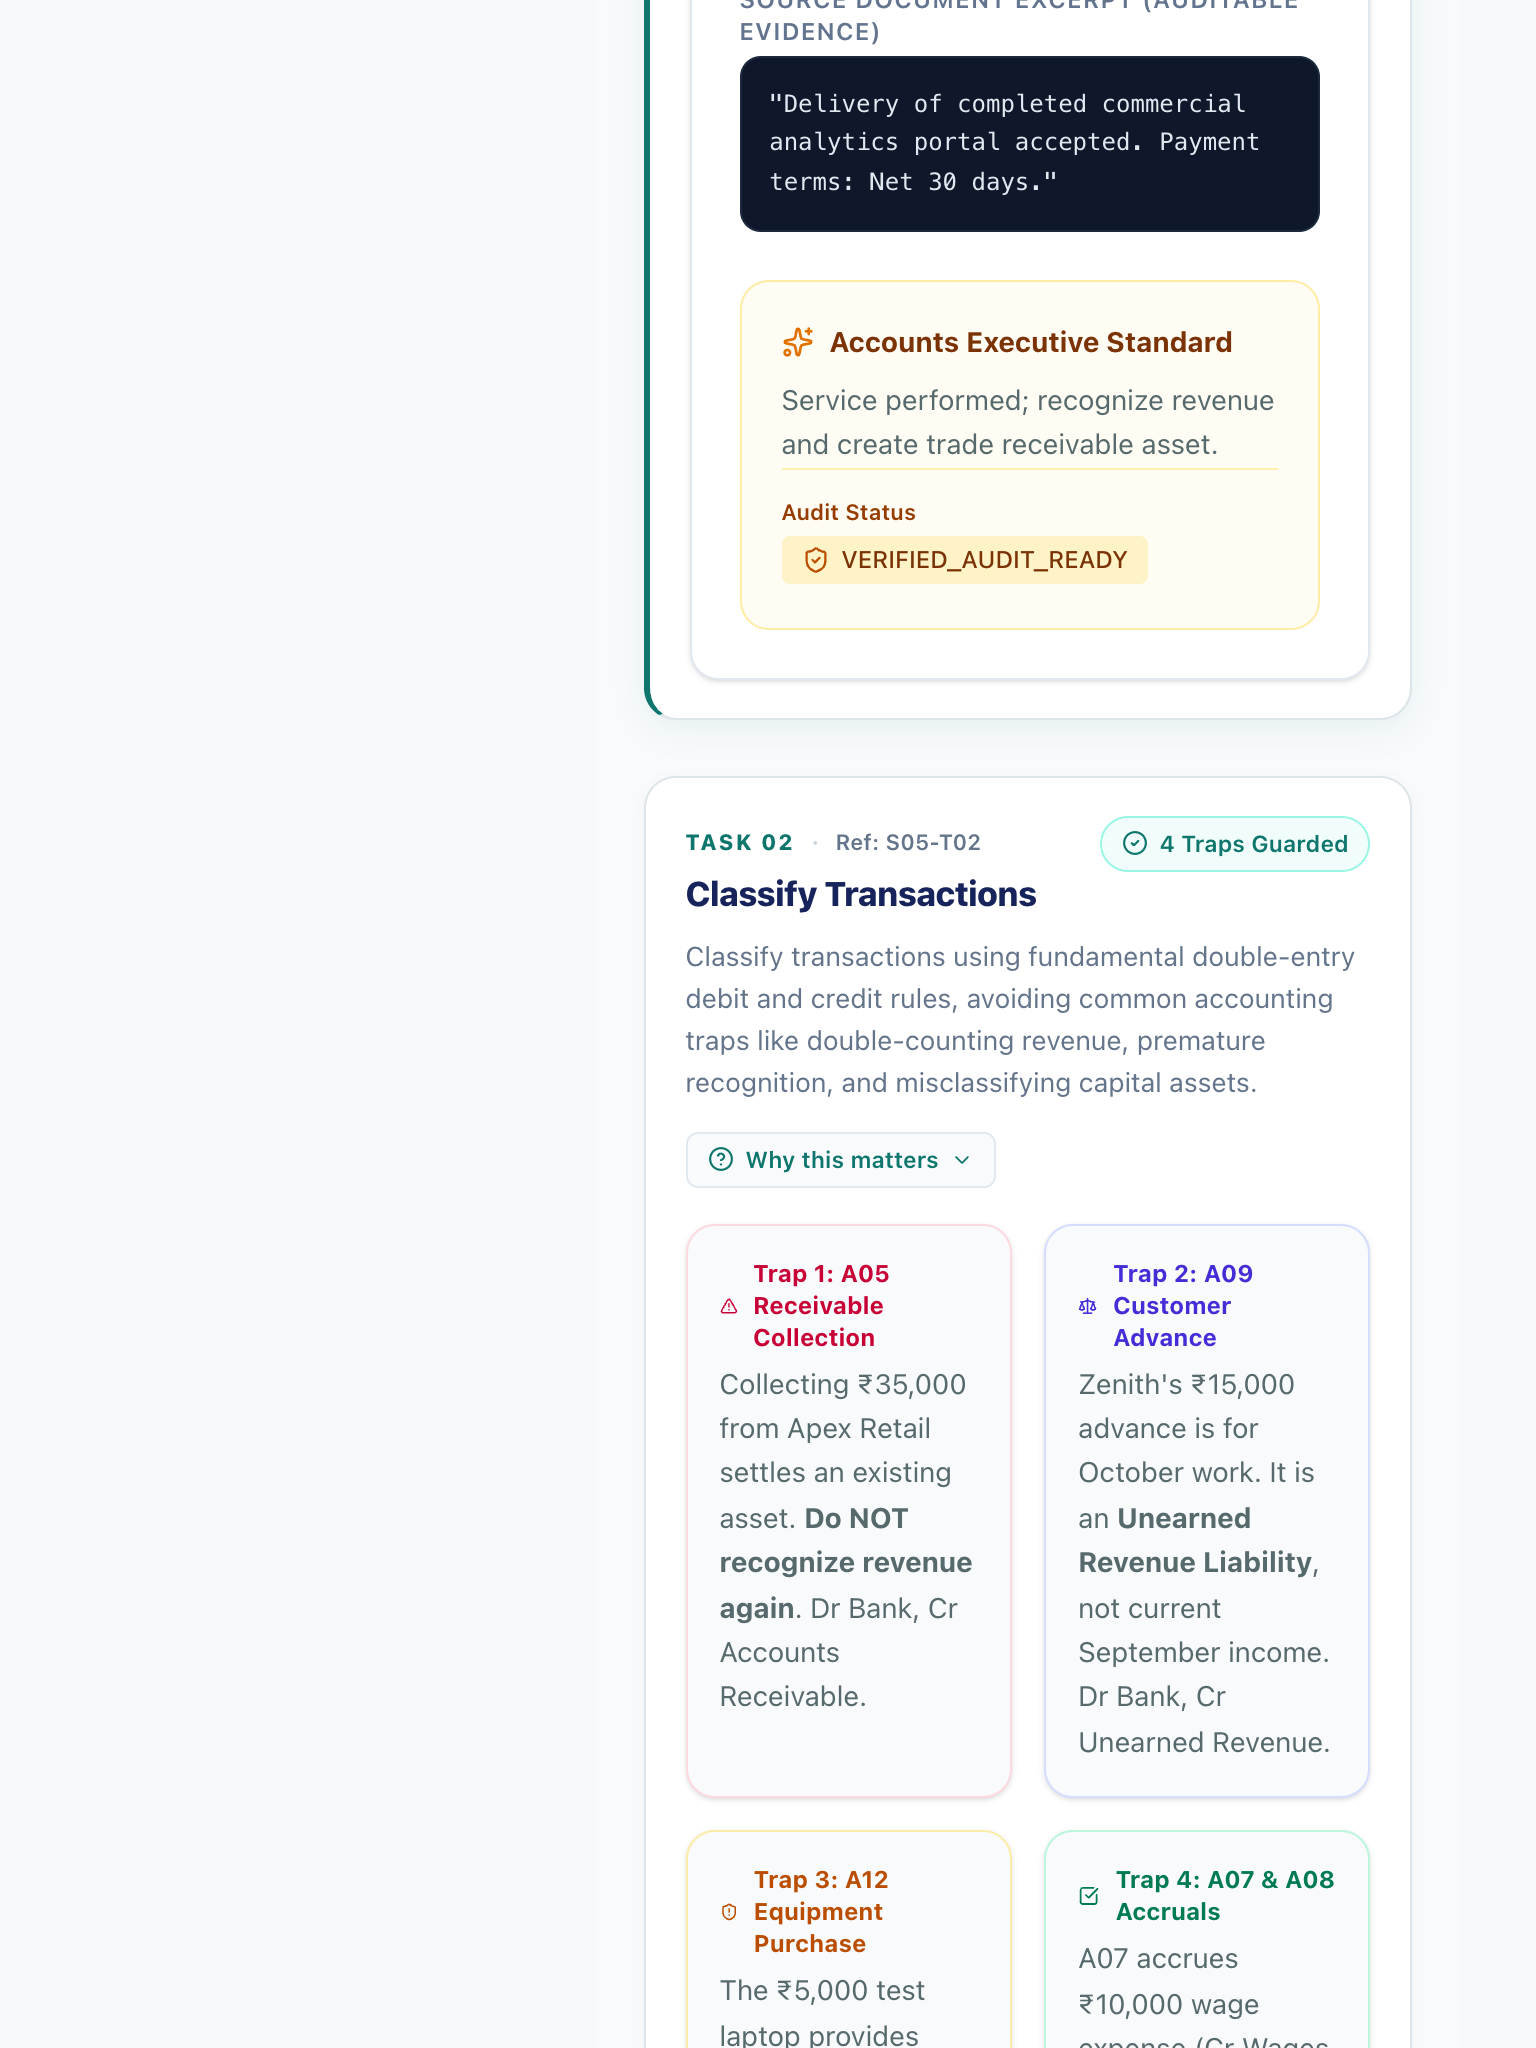 SOURCE DOCUMENT EXCERPT (AUDITABLE
EVIDENCE)
"Delivery of completed commercial
analytics portal accepted. Payment
terms: Net 30 days."
Accounts Executive Standard
Service performed; recognize revenue
and create trade receivable asset.
Audit Status
VERIFIED_AUDIT_READY
TASK 02 · Ref: S05-T02
4 Traps Guarded
Classify Transactions
Classify transactions using fundamental double-entry
debit and credit rules, avoiding common accounting
traps like double-counting revenue, premature
recognition, and misclassifying capital assets.
Why this matters
Trap 1: A05
Receivable
Collection
Collecting ₹35,000
from Apex Retail
settles an existing
asset. Do NOT
recognize revenue
again. Dr Bank, Cr
Accounts
Receivable.
Trap 2: A09
Customer
Advance
Zenith's ₹15,000
advance is for
October work. It is
an Unearned
Revenue Liability,
not current
September income.
Dr Bank, Cr
Unearned Revenue.
Trap 3: A12
Equipment
Purchase
The ₹5,000 test
laptop provides
Trap 4: A07 & A08
Accruals
A07 accrues
₹10,000 wage
expense (Cr Wages